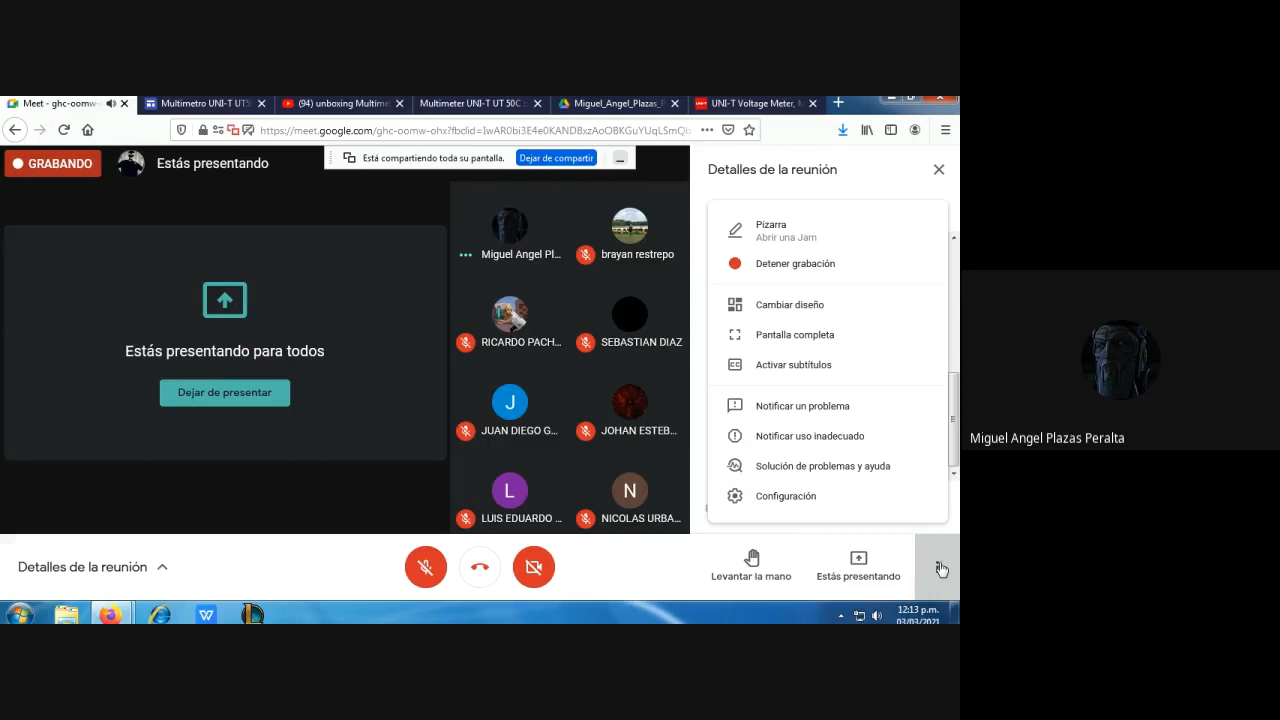 Meet - ghc-oomw-
Multimetro UNI-T UT5
(94) unboxing Multime
Multimeter UNI-T UT 50C
Miguel_Angel_Plazas_
UNI-T Voltage Meter,
https://meet.google.com/ghc-oomw-ohx?fbdid=
GRABANDO
Estás presentando
Está compartiendo toda su pantalla.
Dejar de compartir
Detalles de la reunión
Pizarra
Abrir una Jam
Detener grabación
Cambiar diseño
Pantalla completa
Activar subtítulos
Notificar un problema
Notificar uso inadecuado
Solución de problemas y ayuda
Configuración
Estás presentando para todos
Dejar de presentar
Miguel Angel Pl...
brayan restrepo
RICARDO PACH...
SEBASTIAN DIAZ
J
JUAN DIEGO G...
JOHAN ESTEB...
L
LUIS EDUARDO ...
N
NICOLAS URBA...
Miguel Angel Plazas Peralta
Detalles de la reunión
Levantar la mano
Estás presentando
12:13 p.m.
03/03/2021